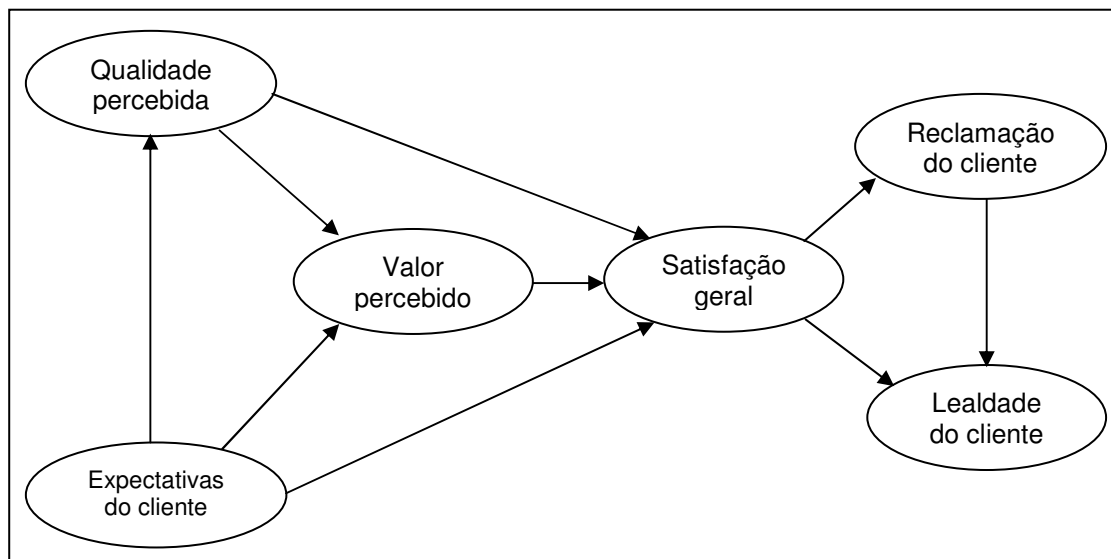 Qualidade
percebida
Reclamação
do cliente
Valor
percebido
Satisfação
geral
Lealdade
do cliente
Expectativas
do cliente